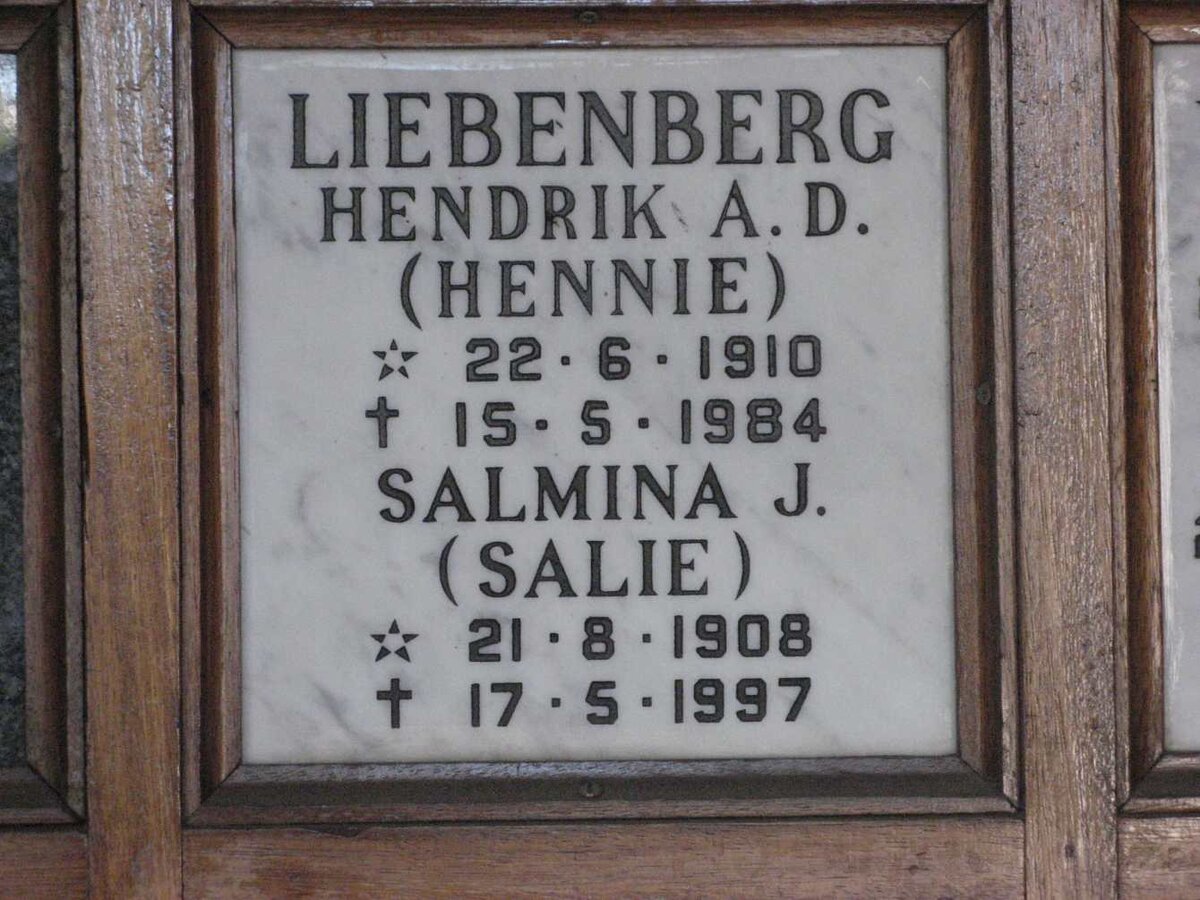 LIEBENBERG
HENDRIK A. D.
(HENNIE)
☆ 22 · 6 · 1910
† 15 · 5 · 1984
SALMINA J.
(SALIE)
☆ 21 · 8 · 1908
† 17 · 5 · 1997